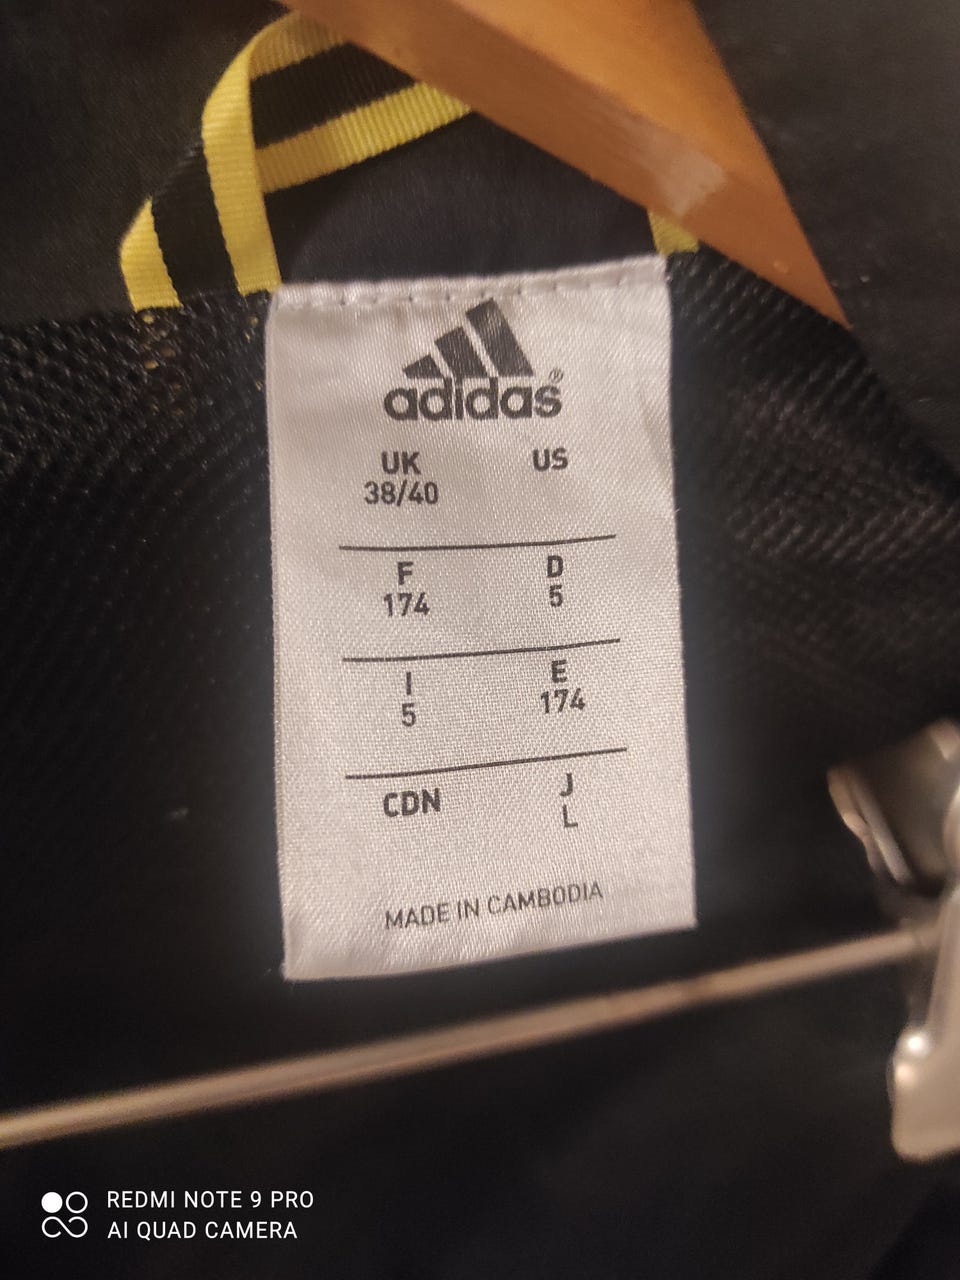 adidas®
UK US
38/40
F D
174 5
I E
5 174
CDN J
L
MADE IN CAMBODIA
REDMI NOTE 9 PRO
AI QUAD CAMERA